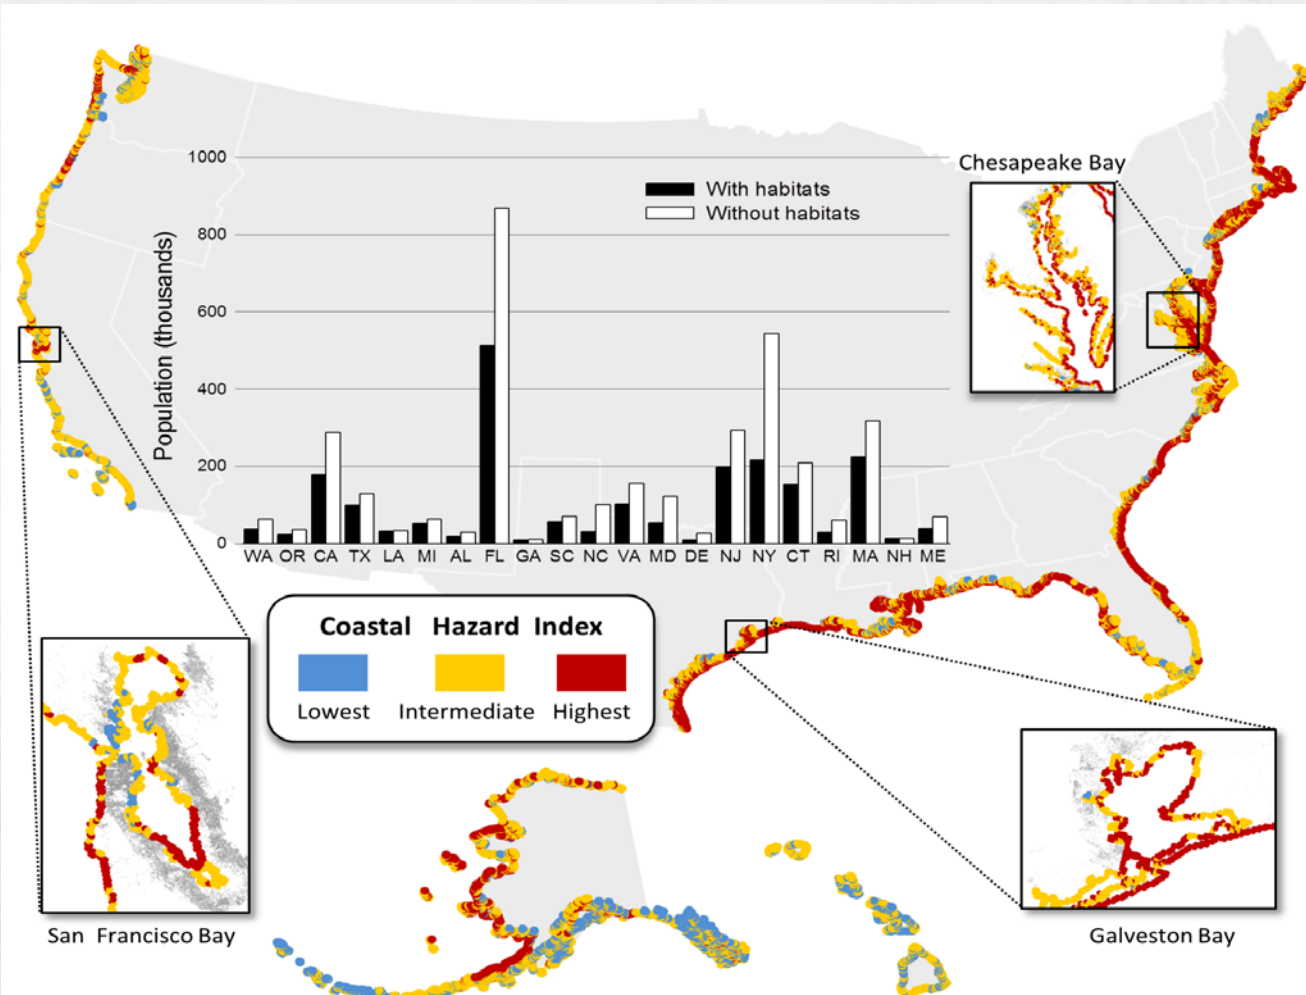 1000
800
600
400
200
0
Population (thousands)
With habitats
Without habitats
WA OR CA TX LA MI AL FL GA SC NC VA MD DE NJ NY CT RI MA NH ME
Chesapeake Bay
Coastal Hazard Index
Lowest Intermediate Highest
San Francisco Bay
Galveston Bay